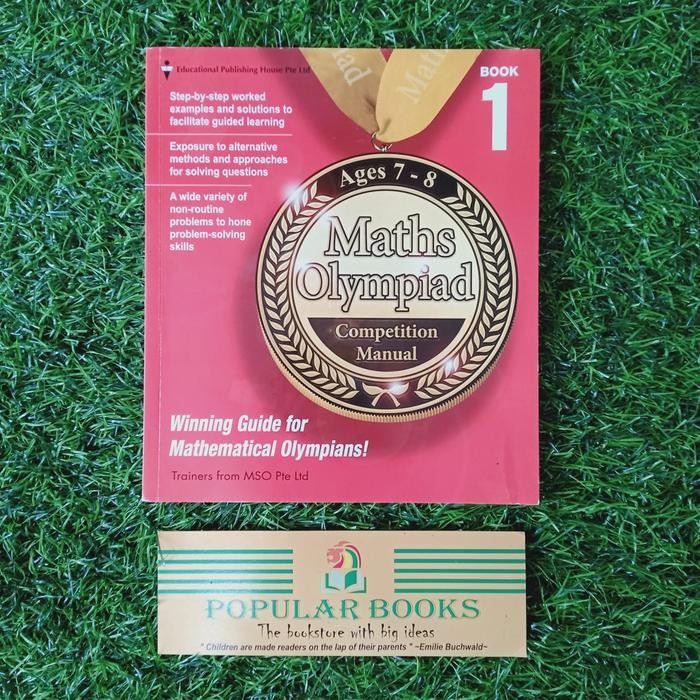 Educational Publishing House Pte Ltd
BOOK
1
Step-by-step worked
examples and solutions to
facilitate guided learning
Exposure to alternative
methods and approaches
for solving questions
A wide variety of
non-routine
problems to hone
problem-solving
skills
Ages 7 - 8
Maths
Olympiad
Competition
Manual
Winning Guide for
Mathematical Olympians!
Trainers from MSO Pte Ltd
POPULAR BOOKS
The bookstore with big ideas
" Children are made readers on the lap of their parents " ~Emilie Buchwald~